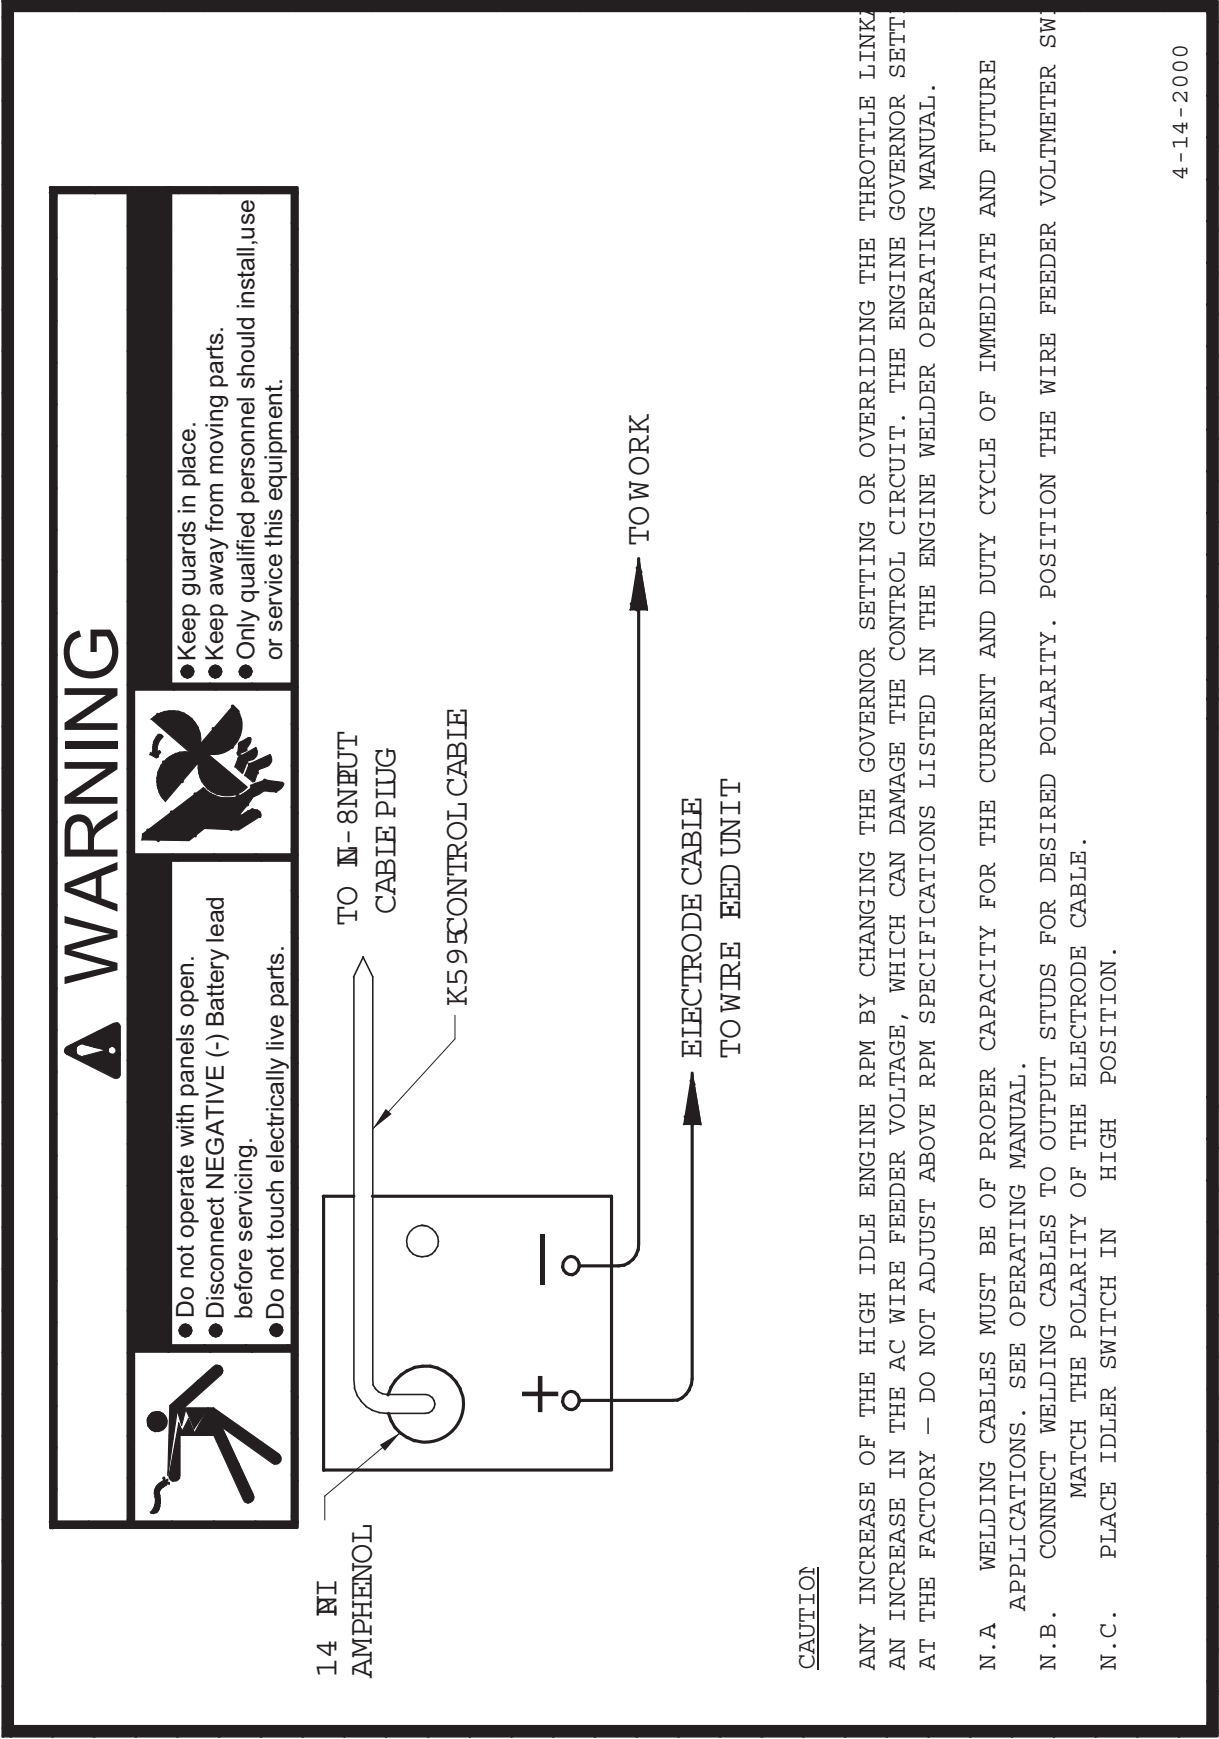 WARNING
● Do not operate with panels open.
● Disconnect NEGATIVE (-) Battery lead
before servicing.
● Do not touch electrically live parts.
● Keep guards in place.
● Keep away from moving parts.
● Only qualified personnel should install,use
or service this equipment.
14
AMPHENOL
TO
CABLE PLUG
K595 CONTROL CABLE
+
−
ELECTRODE CABLE
TO WIRE UNIT
TO WORK
CAUTION
ANY INCREASE OF THE HIGH IDLE ENGINE RPM BY CHANGING THE GOVERNOR SETTING OR OVERRIDING THE THROTTLE
AN INCREASE IN THE AC WIRE FEEDER VOLTAGE, WHICH CAN DAMAGE THE CONTROL CIRCUIT. THE ENGINE GOVERNOR
AT THE FACTORY – DO NOT ADJUST ABOVE RPM SPECIFICATIONS LISTED IN THE ENGINE WELDER OPERATING MANUAL.
N.A WELDING CABLES MUST BE OF PROPER CAPACITY FOR THE CURRENT AND DUTY CYCLE OF IMMEDIATE AND FUTURE
APPLICATIONS. SEE OPERATING MANUAL.
N.B. CONNECT WELDING CABLES TO OUTPUT STUDS FOR DESIRED POLARITY. POSITION THE WIRE FEEDER VOLTMETER
MATCH THE POLARITY OF THE ELECTRODE CABLE.
N.C. PLACE IDLER SWITCH IN HIGH POSITION.
4-14-2000